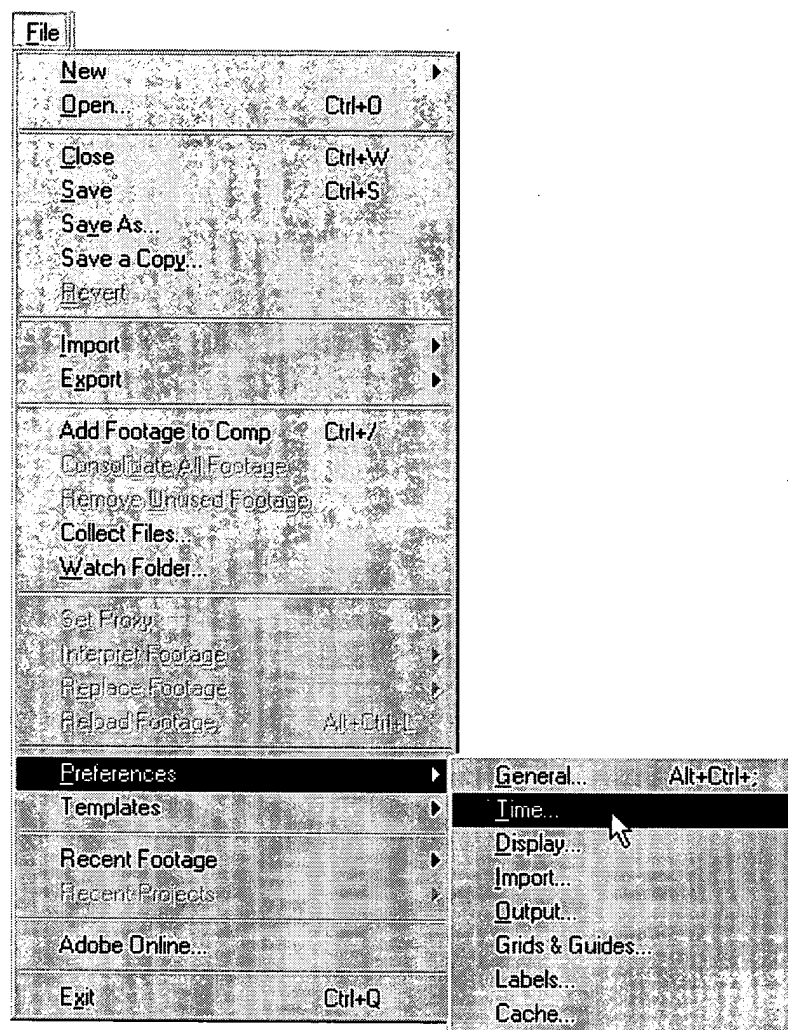 File
New
Open... Ctrl+O
Close Ctrl+W
Save Ctrl+S
Save As...
Save a Copy...
Revert
Import
Export
Add Footage to Comp Ctrl+/
Consolidate All Footage
Remove Unused Footage
Collect Files...
Watch Folder...
Set Proxy
Interpret Footage
Replace Footage
Reload Footage Alt+Ctrl+L
Preferences
Templates
Recent Footage
Recent Projects
Adobe Online...
Exit Ctrl+Q
General... Alt+Ctrl+;
Time...
Display...
Import...
Output...
Grids & Guides...
Labels...
Cache...